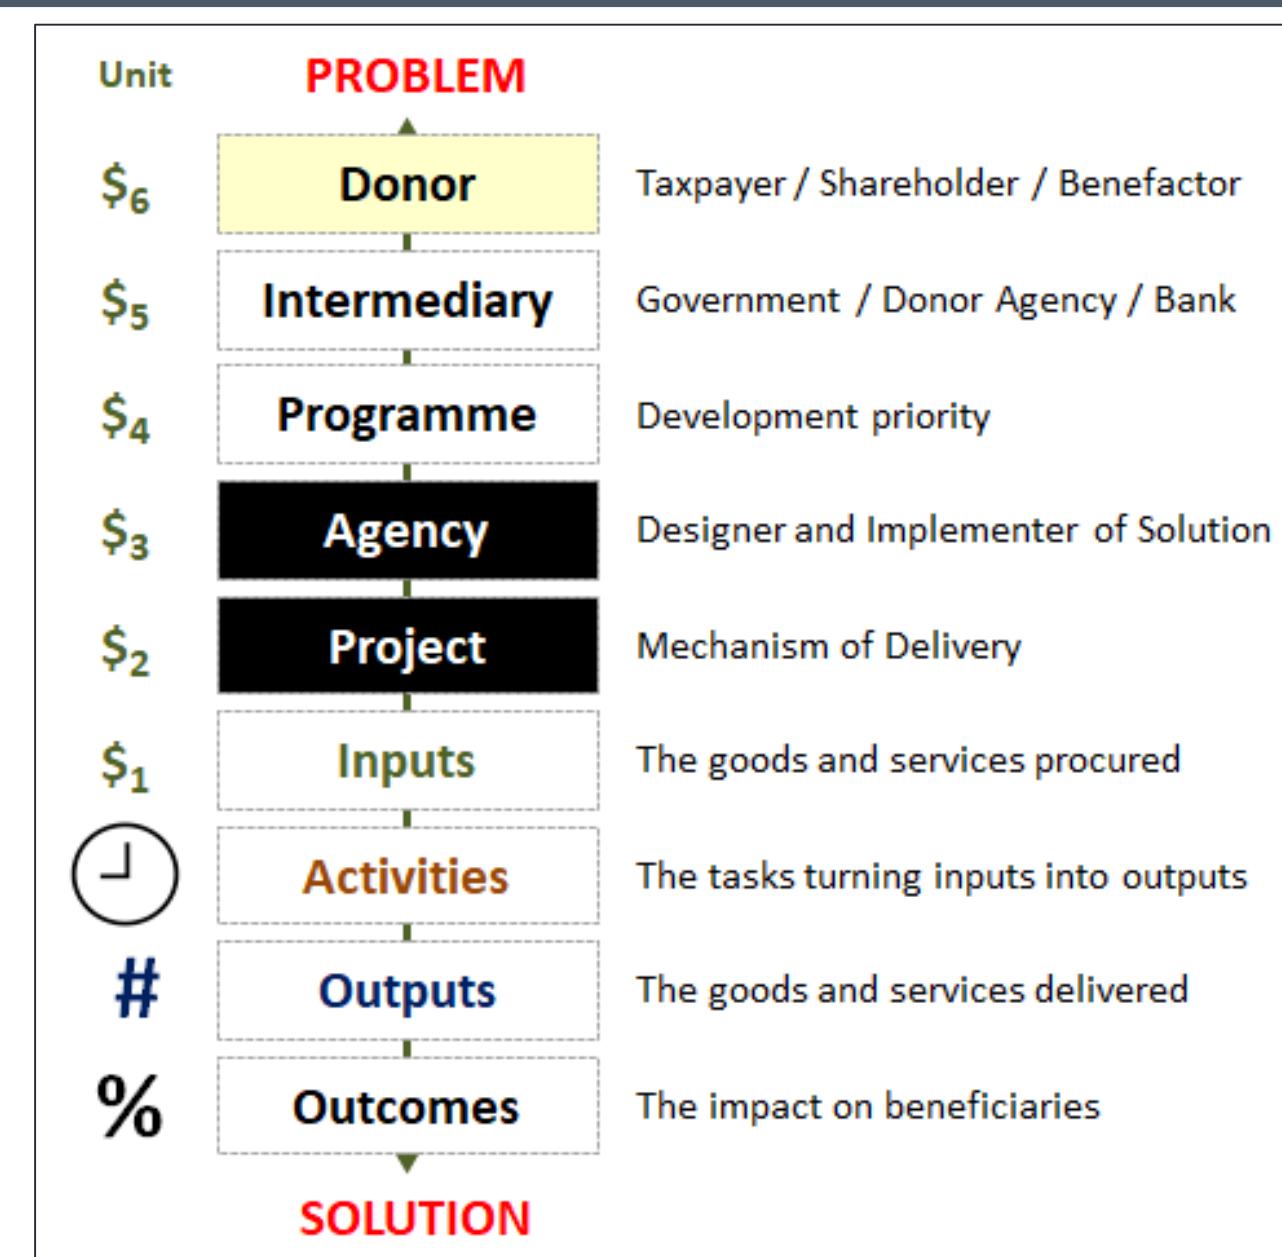 Unit PROBLEM
$6 Donor Taxpayer / Shareholder / Benefactor
$5 Intermediary Government / Donor Agency / Bank
$4 Programme Development priority
$3 Agency Designer and Implementer of Solution
$2 Project Mechanism of Delivery
$1 Inputs The goods and services procured
Activities The tasks turning inputs into outputs
# Outputs The goods and services delivered
% Outcomes The impact on beneficiaries
SOLUTION